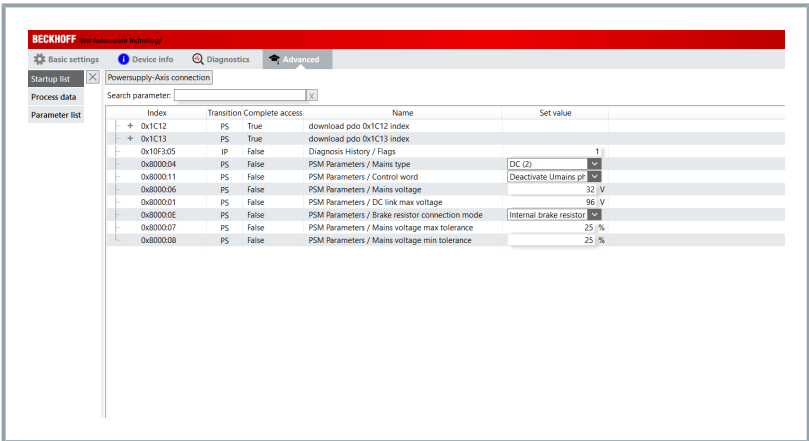 BECKHOFF New Automation Technology
Basic settings Device info Diagnostics Advanced
Startup list Powersupply-Axis connection
Process data Search parameter: x
Parameter list Index Transition Complete access Name Set value
+ 0x1C12 PS True download pdo 0x1C12 index
+ 0x1C13 PS True download pdo 0x1C13 index
0x10F3:05 IP False Diagnosis History / Flags 1
0x8000:04 PS False PSM Parameters / Mains type DC (2)
0x8000:11 PS False PSM Parameters / Control word Deactivate Umains ph
0x8000:06 PS False PSM Parameters / Mains voltage 32 V
0x8000:01 PS False PSM Parameters / DC link max voltage 96 V
0x8000:0E PS False PSM Parameters / Brake resistor connection mode Internal brake resistor
0x8000:07 PS False PSM Parameters / Mains voltage max tolerance 25 %
0x8000:08 PS False PSM Parameters / Mains voltage min tolerance 25 %